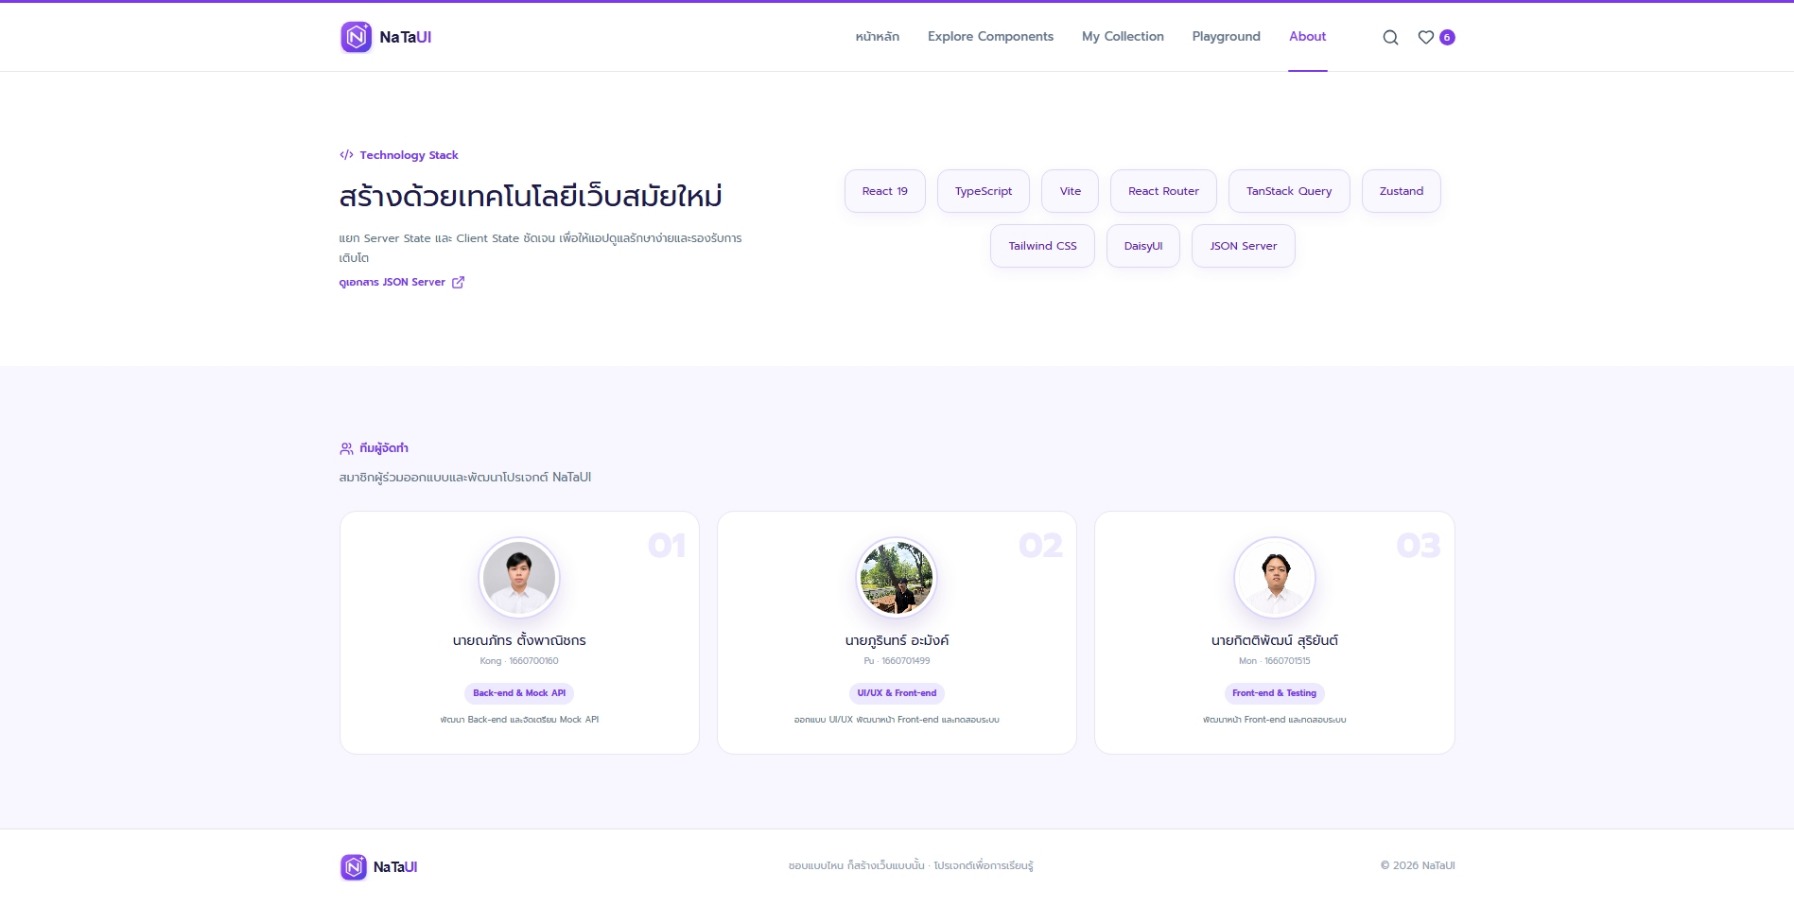 NaTaUI
หน้าหลัก Explore Components My Collection Playground About 6
Technology Stack
สร้างด้วยเทคโนโลยีเว็บสมัยใหม่
แยก Server State และ Client State ชัดเจน เพื่อให้แอปดูแลรักษาง่ายและรองรับการ
เติบโต
ดูเอกสาร JSON Server
React 19 TypeScript Vite React Router TanStack Query Zustand
Tailwind CSS DaisyUI JSON Server
ทีมผู้จัดทำ
สมาชิกผู้ร่วมออกแบบและพัฒนาโปรเจกต์ NaTaUI
01
นายณภัทร ตั้งพาณิชกร
Kong · 1660700160
Back-end & Mock API
พัฒนา Back-end และจัดเตรียม Mock API
02
นายภูรินทร์ อะมังค์
Pu · 1660701499
UI/UX & Front-end
ออกแบบ UI/UX พัฒนาหน้า Front-end และทดสอบระบบ
03
นายกิตติพัฒน์ สุริยันต์
Mon · 1660701515
Front-end & Testing
พัฒนาหน้า Front-end และทดสอบระบบ
NaTaUI
ชอบแบบไหน ก็สร้างเว็บแบบนั้น · โปรเจกต์เพื่อการเรียนรู้
© 2026 NaTaUI